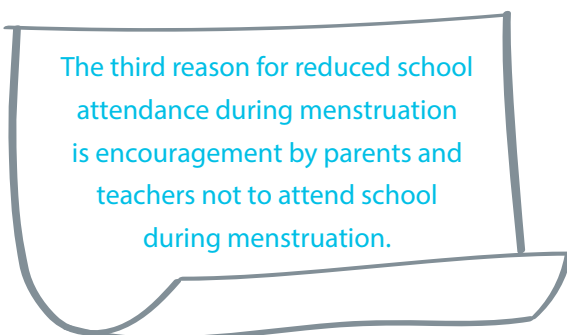 The third reason for reduced school
attendance during menstruation
is encouragement by parents and
teachers not to attend school
during menstruation.